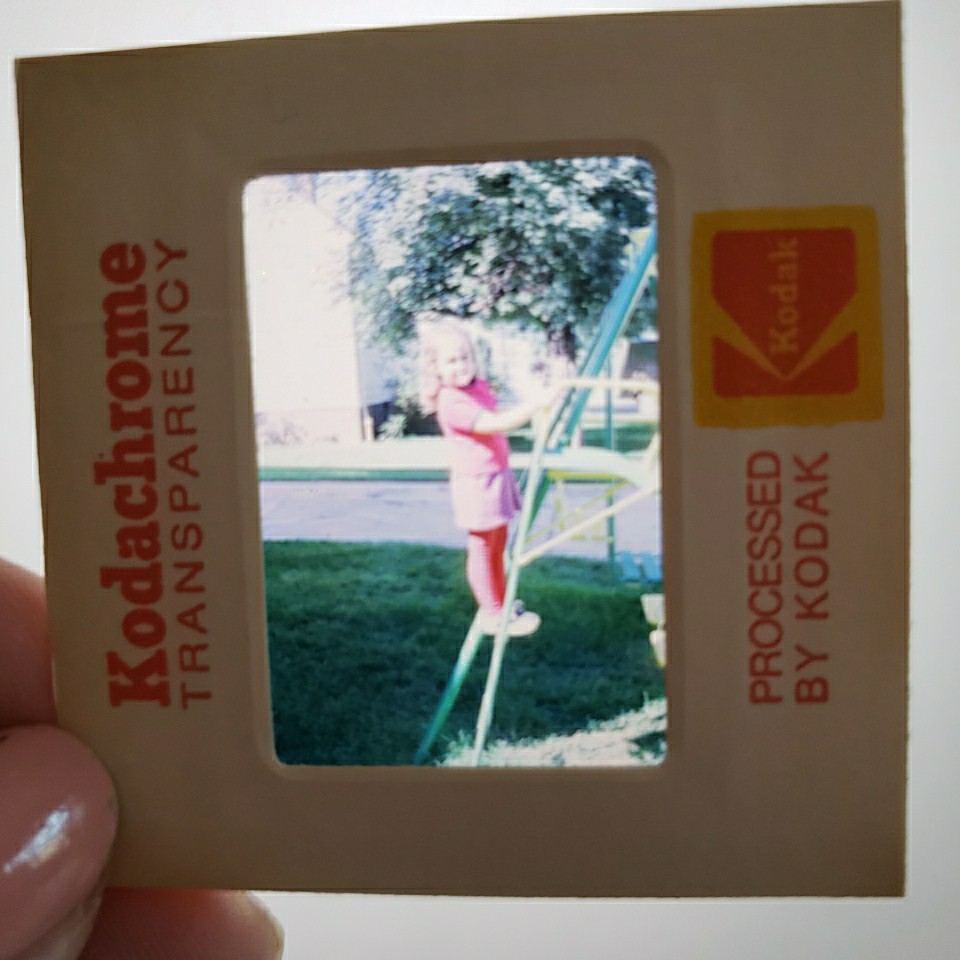 Kodachrome
TRANSPARENCY
Kodak
PROCESSED
BY KODAK